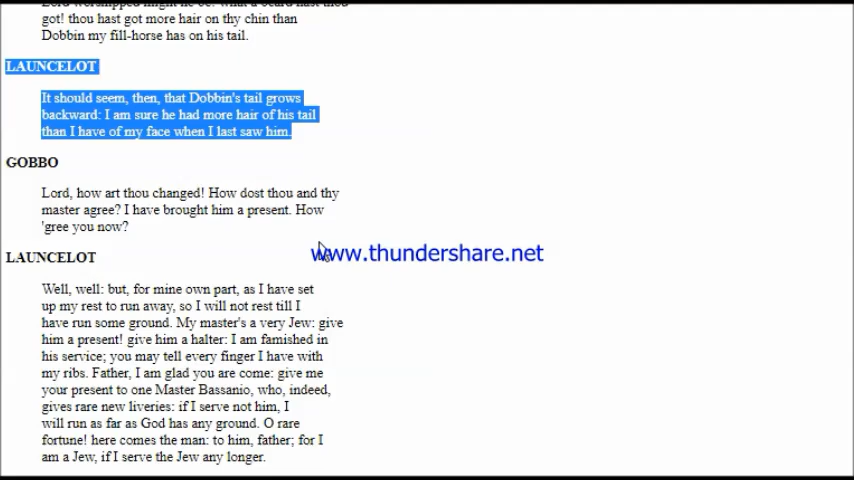 got! thou hast got more hair on thy chin than
Dobbin my fill-horse has on his tail.
LAUNCELOT
It should seem, then, that Dobbin's tail grows
backward: I am sure he had more hair of his tail
than I have of my face when I last saw him.
GOBBO
Lord, how art thou changed! How dost thou and thy
master agree? I have brought him a present. How
'gree you now?
www.thundershare.net
LAUNCELOT
Well, well: but, for mine own part, as I have set
up my rest to run away, so I will not rest till I
have run some ground. My master's a very Jew: give
him a present! give him a halter: I am famished in
his service; you may tell every finger I have with
my ribs. Father, I am glad you are come: give me
your present to one Master Bassanio, who, indeed,
gives rare new liveries: if I serve not him, I
will run as far as God has any ground. O rare
fortune! here comes the man: to him, father; for I
am a Jew, if I serve the Jew any longer.